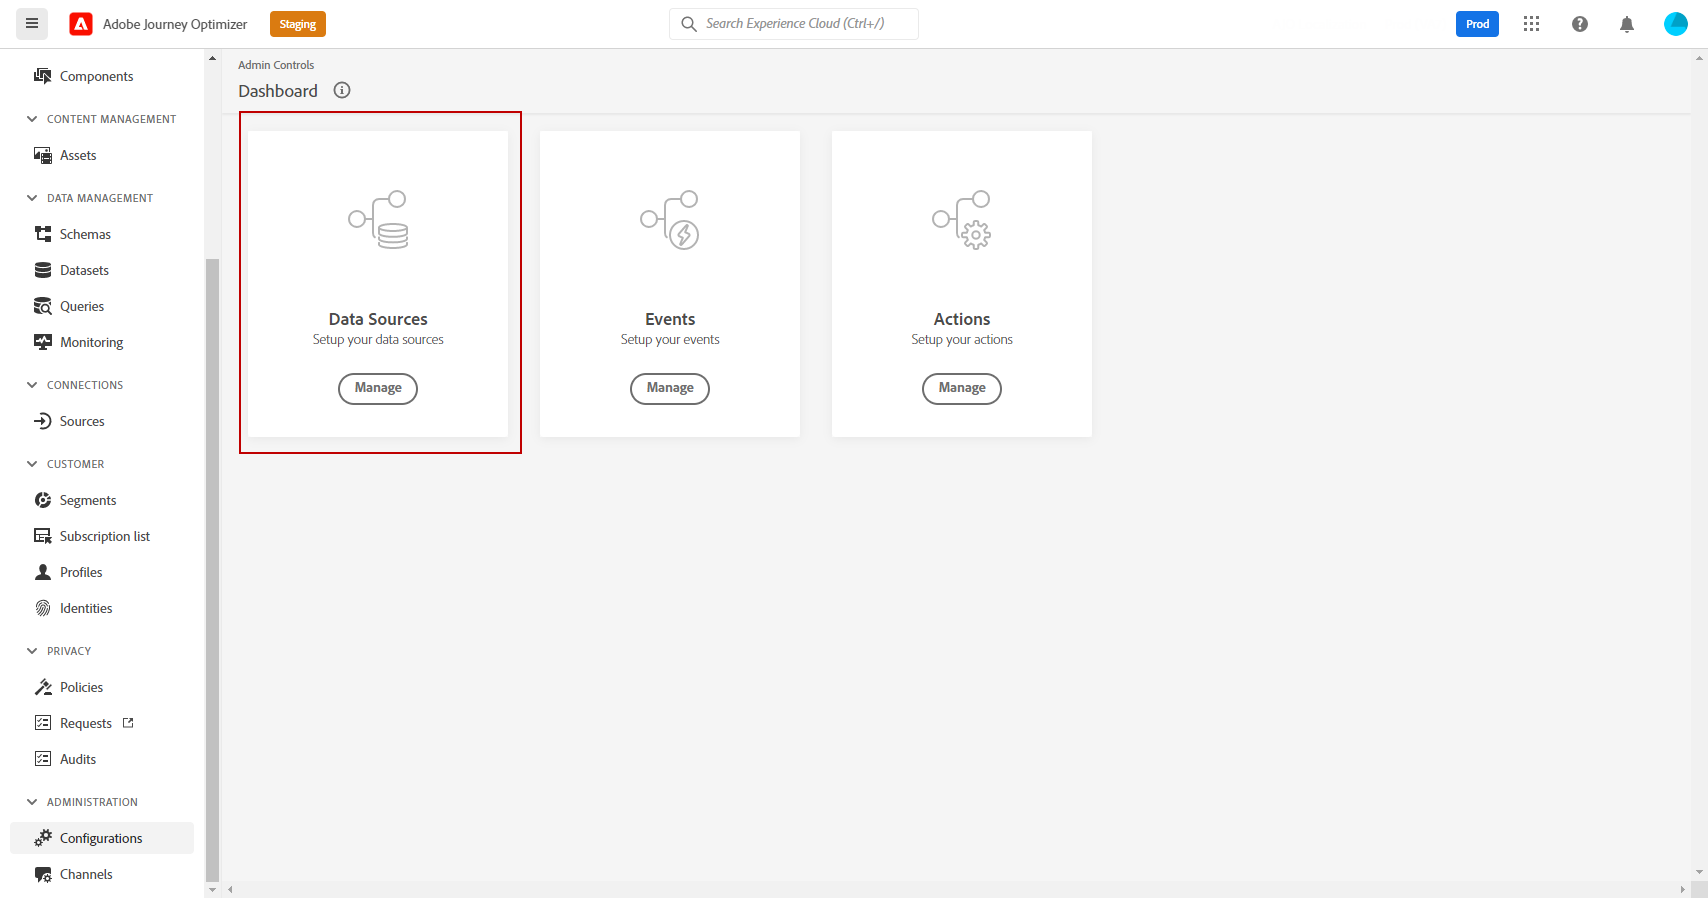 Adobe Journey Optimizer
Staging
Search Experience Cloud (Ctrl+/)
Prod
Components
CONTENT MANAGEMENT
Assets
DATA MANAGEMENT
Schemas
Datasets
Queries
Monitoring
CONNECTIONS
Sources
CUSTOMER
Segments
Subscription list
Profiles
Identities
PRIVACY
Policies
Requests
Audits
ADMINISTRATION
Configurations
Channels
Admin Controls
Dashboard
Data Sources
Setup your data sources
Manage
Events
Setup your events
Manage
Actions
Setup your actions
Manage